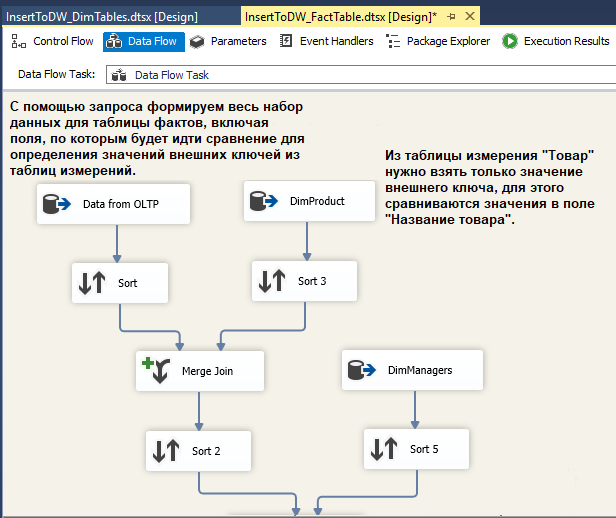 InsertToDW_DimTables.dtsx [Design]
InsertToDW_FactTable.dtsx [Design]*
Control Flow
Data Flow
Parameters
Event Handlers
Package Explorer
Execution Results
Data Flow Task:
Data Flow Task
С помощью запроса формируем весь набор
данных для таблицы фактов, включая
поля, по которым будет идти сравнение для
определения значений внешних ключей из
таблиц измерений.
Из таблицы измерения "Товар"
нужно взять только значение
внешнего ключа, для этого
сравниваются значения в поле
"Название товара".
Data from OLTP
DimProduct
Sort
Sort 3
Merge Join
DimManagers
Sort 2
Sort 5